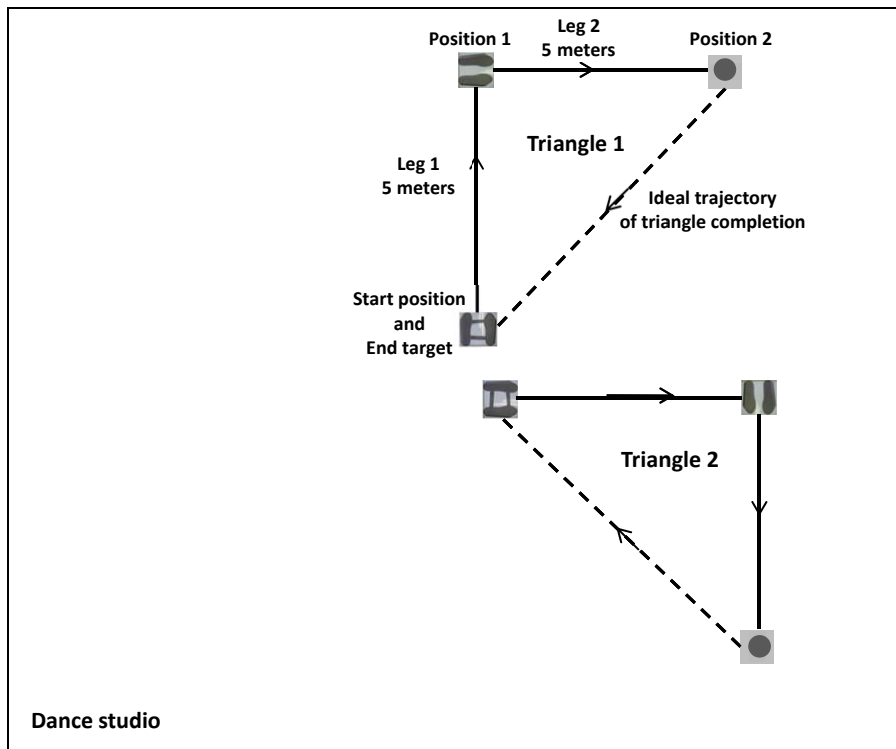 Position 1
Leg 2
5 meters
Position 2
Triangle 1
Leg 1
5 meters
Ideal trajectory
of triangle completion
Start position
and
End target
Triangle 2
Dance studio